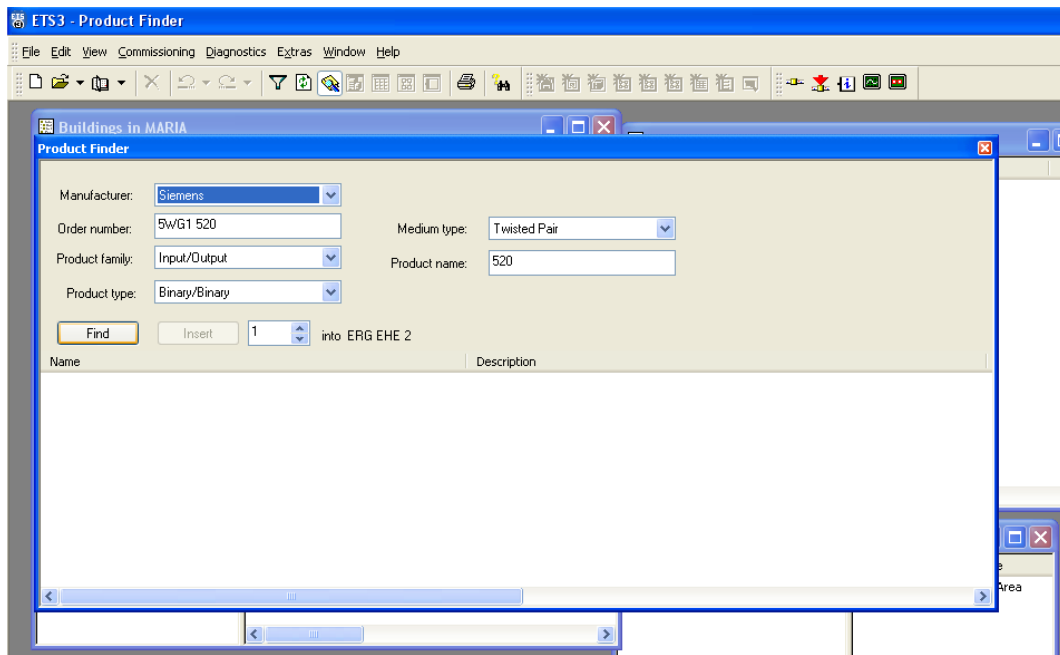 ETS3 - Product Finder
File Edit View Commissioning Diagnostics Extras Window Help
Buildings in MARIA
Product Finder
Manufacturer: Siemens
Order number: 5WG1 520 Medium type: Twisted Pair
Product family: Input/Output Product name: 520
Product type: Binary/Binary
Find Insert 1 into ERG EHE 2
Name Description
Area